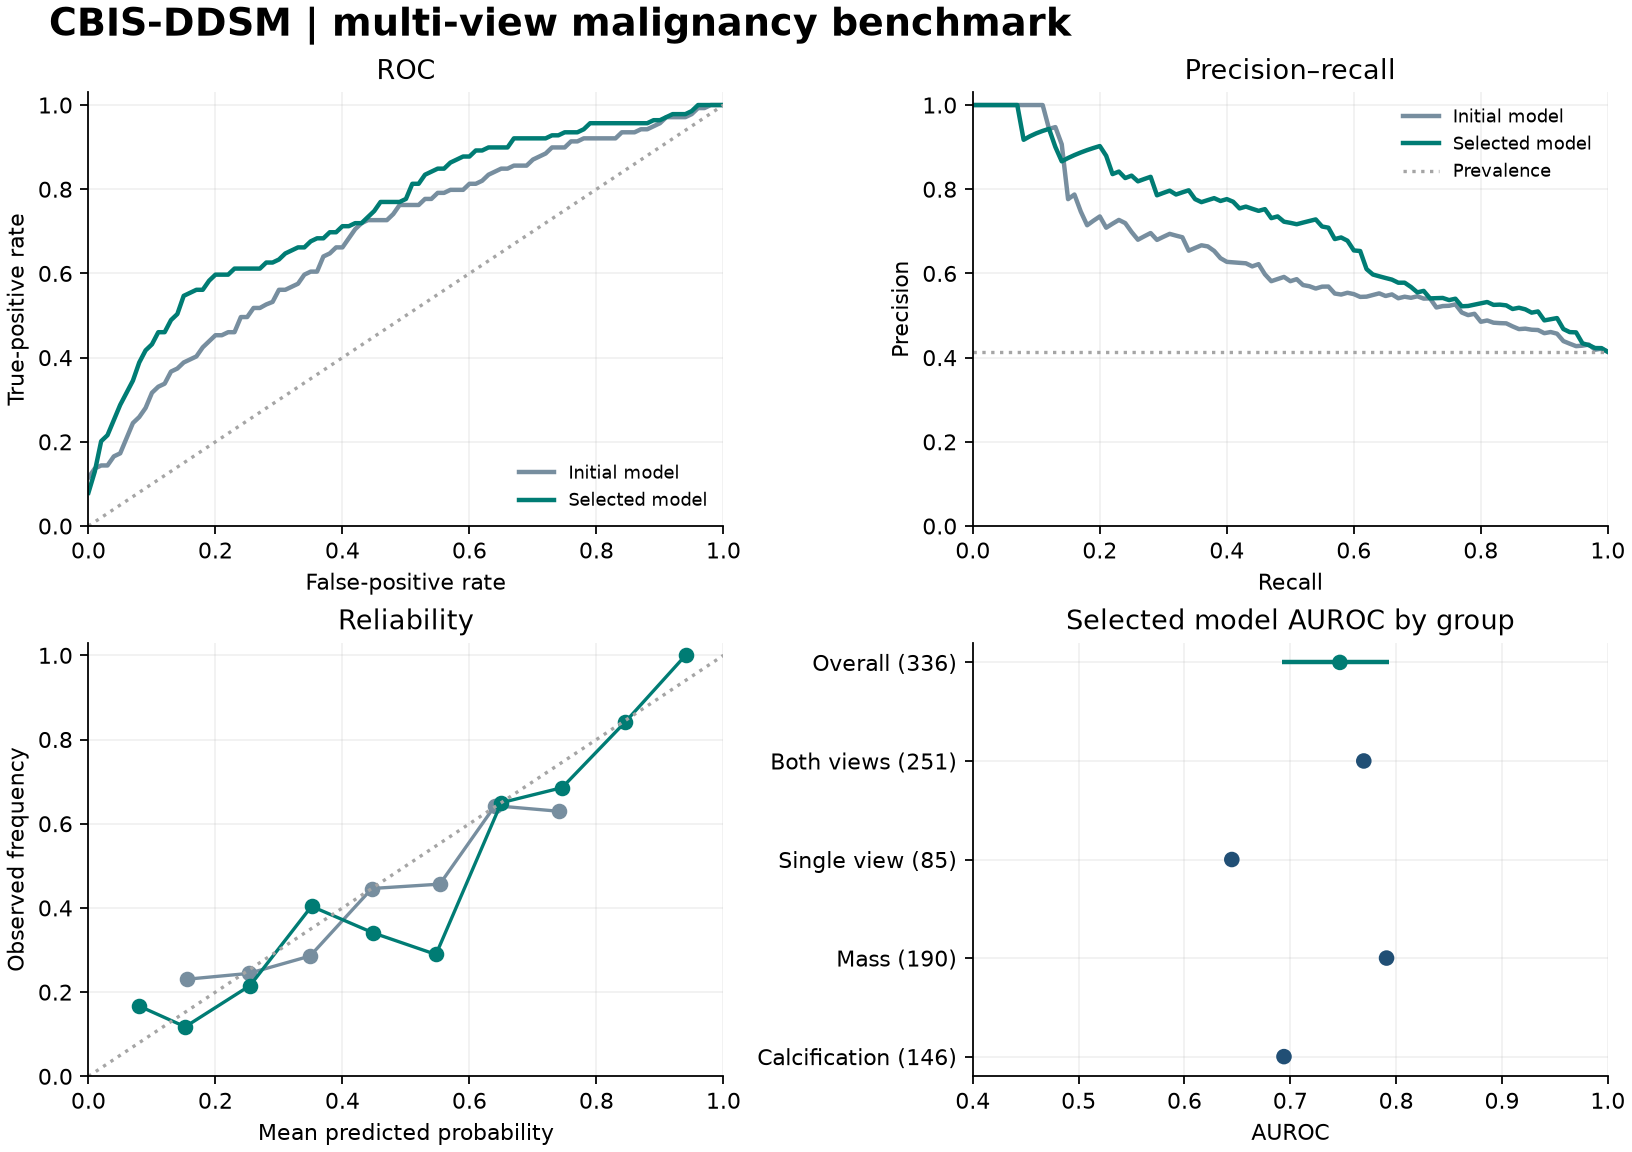 CBIS-DDSM | multi-view malignancy benchmark
ROC
True-positive rate
1.0
0.8
0.6
0.4
0.2
0.0
Initial model
Selected model
0.0 0.2 0.4 0.6 0.8 1.0
False-positive rate
Precision–recall
Precision
1.0
0.8
0.6
0.4
0.2
0.0
Initial model
Selected model
Prevalence
0.0 0.2 0.4 0.6 0.8 1.0
Recall
Reliability
Observed frequency
1.0
0.8
0.6
0.4
0.2
0.0
0.0 0.2 0.4 0.6 0.8 1.0
Mean predicted probability
Selected model AUROC by group
Overall (336)
Both views (251)
Single view (85)
Mass (190)
Calcification (146)
0.4 0.5 0.6 0.7 0.8 0.9 1.0
AUROC